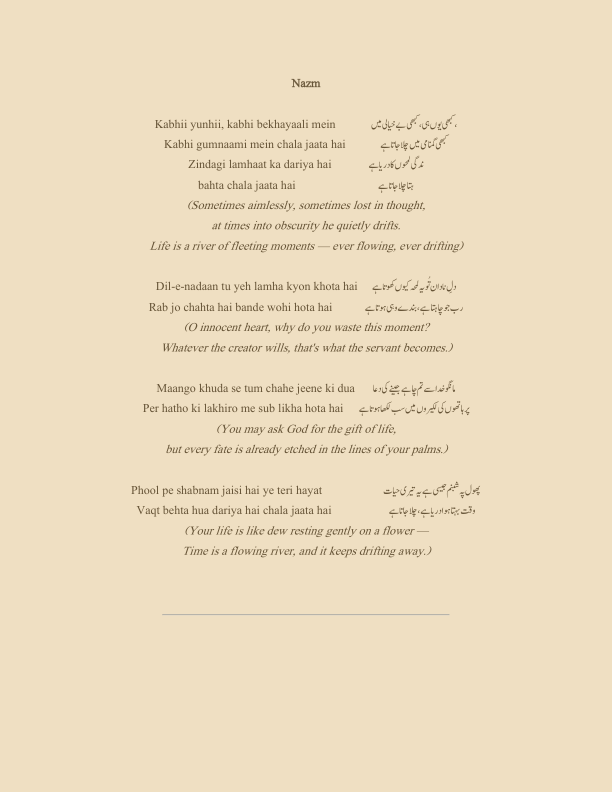 Nazm
Kabhii yunhii, kabhi bekhayaali mein کبھی یوں ہی، کبھی بے خیالی میں،
Kabhi gumnaami mein chala jaata hai کبھی گمنامی میں چلا جاتا ہے
Zindagi lamhaat ka dariya hai ندگی لمحوں کا دریا ہے
bahta chala jaata hai بہتا چلا جاتا ہے
(Sometimes aimlessly, sometimes lost in thought,
at times into obscurity he quietly drifts.
Life is a river of fleeting moments — ever flowing, ever drifting)
Dil-e-nadaan tu yeh lamha kyon khota hai دلِ ناداں تُو یہ لمحہ کیوں کھوتا ہے
Rab jo chahta hai bande wohi hota hai رب جو چاہتا ہے، بندے وہی ہوتا ہے
(O innocent heart, why do you waste this moment?
Whatever the creator wills, that's what the servant becomes.)
Maango khuda se tum chahe jeene ki dua مانگو خدا سے تم چاہے جینے کی دعا
Per hatho ki lakhiro me sub likha hota hai پر ہاتھوں کی لکیروں میں سب لکھا ہوتا ہے
(You may ask God for the gift of life,
but every fate is already etched in the lines of your palms.)
Phool pe shabnam jaisi hai ye teri hayat پھول پہ شبنم جیسی ہے یہ تیری حیات
Vaqt behta hua dariya hai chala jaata hai وقت بہتا ہوا دریا ہے، چلا جاتا ہے
(Your life is like dew resting gently on a flower —
Time is a flowing river, and it keeps drifting away.)